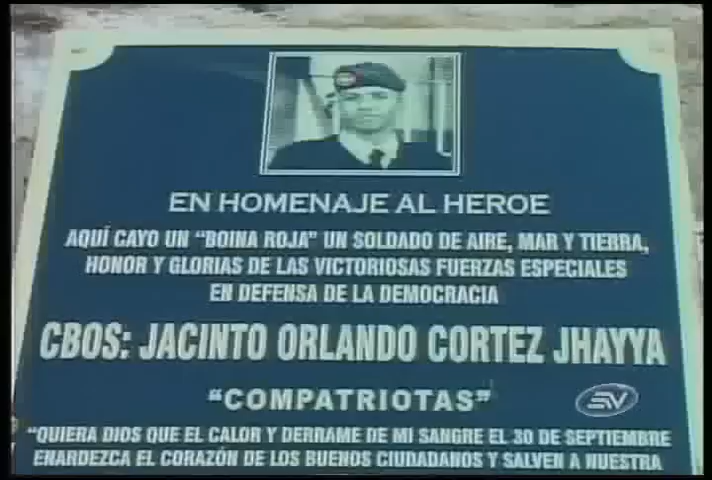 EN HOMENAJE AL HEROE
AQUÍ CAYO UN "BOINA ROJA" UN SOLDADO DE AIRE, MAR Y TIERRA,
HONOR Y GLORIAS DE LAS VICTORIOSAS FUERZAS ESPECIALES
EN DEFENSA DE LA DEMOCRACIA
CBOS: JACINTO ORLANDO CORTEZ JHAYYA
"COMPATRIOTAS"
"QUIERA DIOS QUE EL CALOR Y DERRAME DE MI SANGRE EL 30 DE SEPTIEMBRE
ENARDEZCA EL CORAZÓN DE LOS BUENOS CIUDADANOS Y SALVEN A NUESTRA